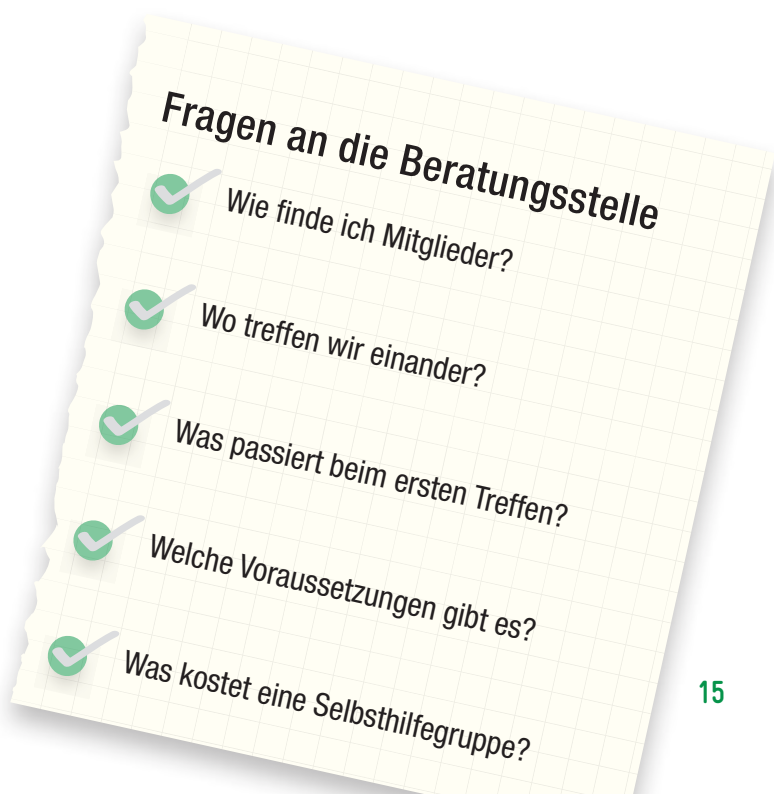 Fragen an die Beratungsstelle
Wie finde ich Mitglieder?
Wo treffen wir einander?
Was passiert beim ersten Treffen?
Welche Voraussetzungen gibt es?
Was kostet eine Selbsthilfegruppe?
15